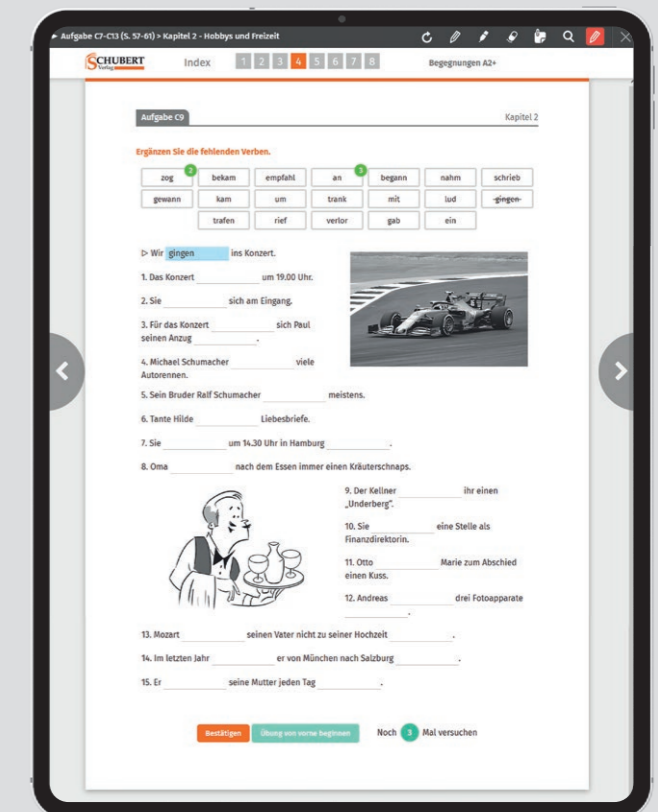 Aufgabe C7-C13 (S. 57-61) > Kapitel 2 - Hobbys und Freizeit
SCHUBERT
Verlag
Index 1 2 3 4 5 6 7 8 Begegnungen A2+
Aufgabe C9 Kapitel 2
Ergänzen Sie die fehlenden Verben.
zog 2 bekam empfahl an 3 begann nahm schrieb
gewann kam um trank mit lud gingen
trafen rief verlor gab ein
▷ Wir gingen ins Konzert.
1. Das Konzert um 19.00 Uhr.
2. Sie sich am Eingang.
3. Für das Konzert sich Paul
seinen Anzug .
4. Michael Schumacher viele
Autorennen.
5. Sein Bruder Ralf Schumacher meistens.
6. Tante Hilde Liebesbriefe.
7. Sie um 14.30 Uhr in Hamburg .
8. Oma nach dem Essen immer einen Kräuterschnaps.
9. Der Kellner ihr einen
„Underberg“.
10. Sie eine Stelle als
Finanzdirektorin.
11. Otto Marie zum Abschied
einen Kuss.
12. Andreas drei Fotoapparate
.
13. Mozart seinen Vater nicht zu seiner Hochzeit .
14. Im letzten Jahr er von München nach Salzburg .
15. Er seine Mutter jeden Tag .
Bestätigen Übung von vorne beginnen Noch 3 Mal versuchen